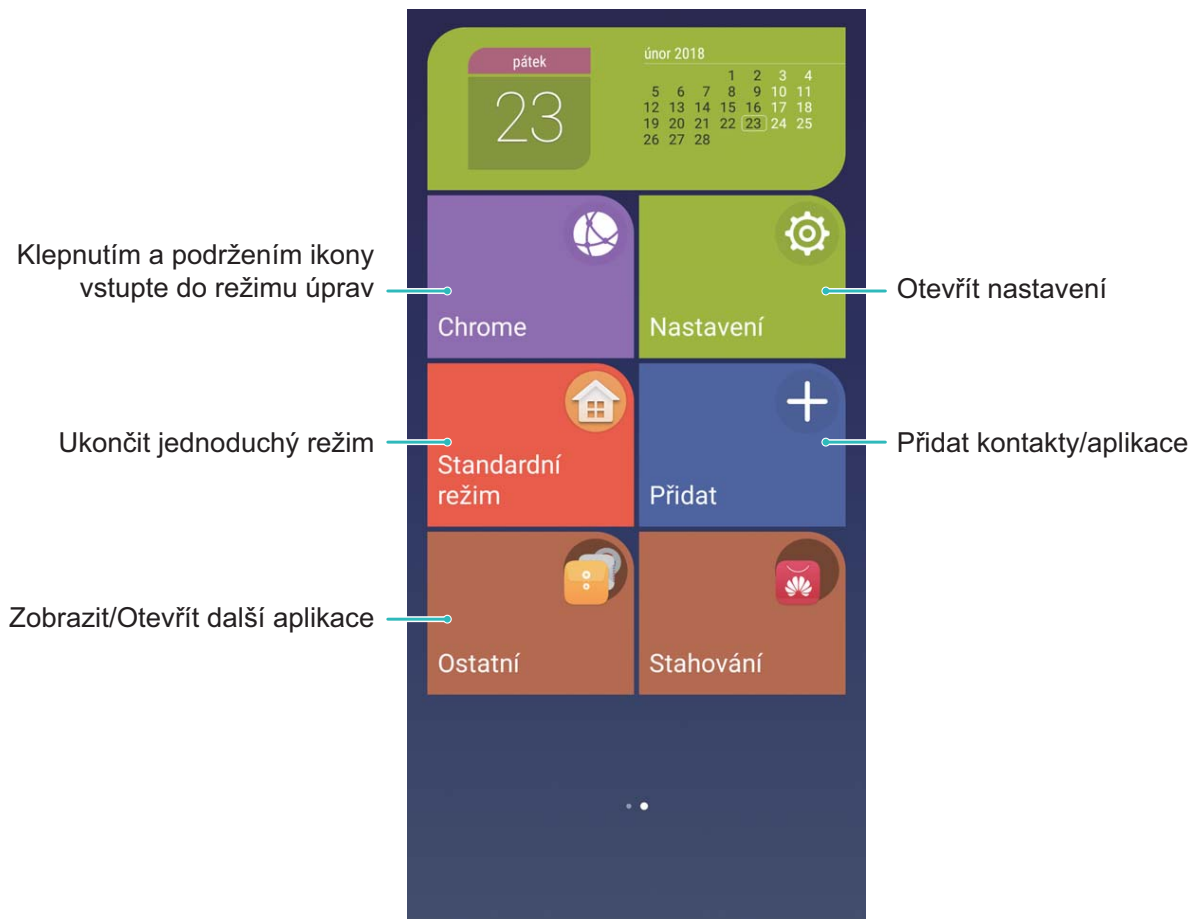 pátek
23
únor 2018
1 2 3 4
5 6 7 8 9 10 11
12 13 14 15 16 17 18
19 20 21 22 23 24 25
26 27 28
Klepnutím a podržením ikony
vstupte do režimu úprav
Chrome
Nastavení
Otevřít nastavení
Ukončit jednoduchý režim
Standardní
režim
Přidat
Přidat kontakty/aplikace
Zobrazit/Otevřít další aplikace
Ostatní
Stahování